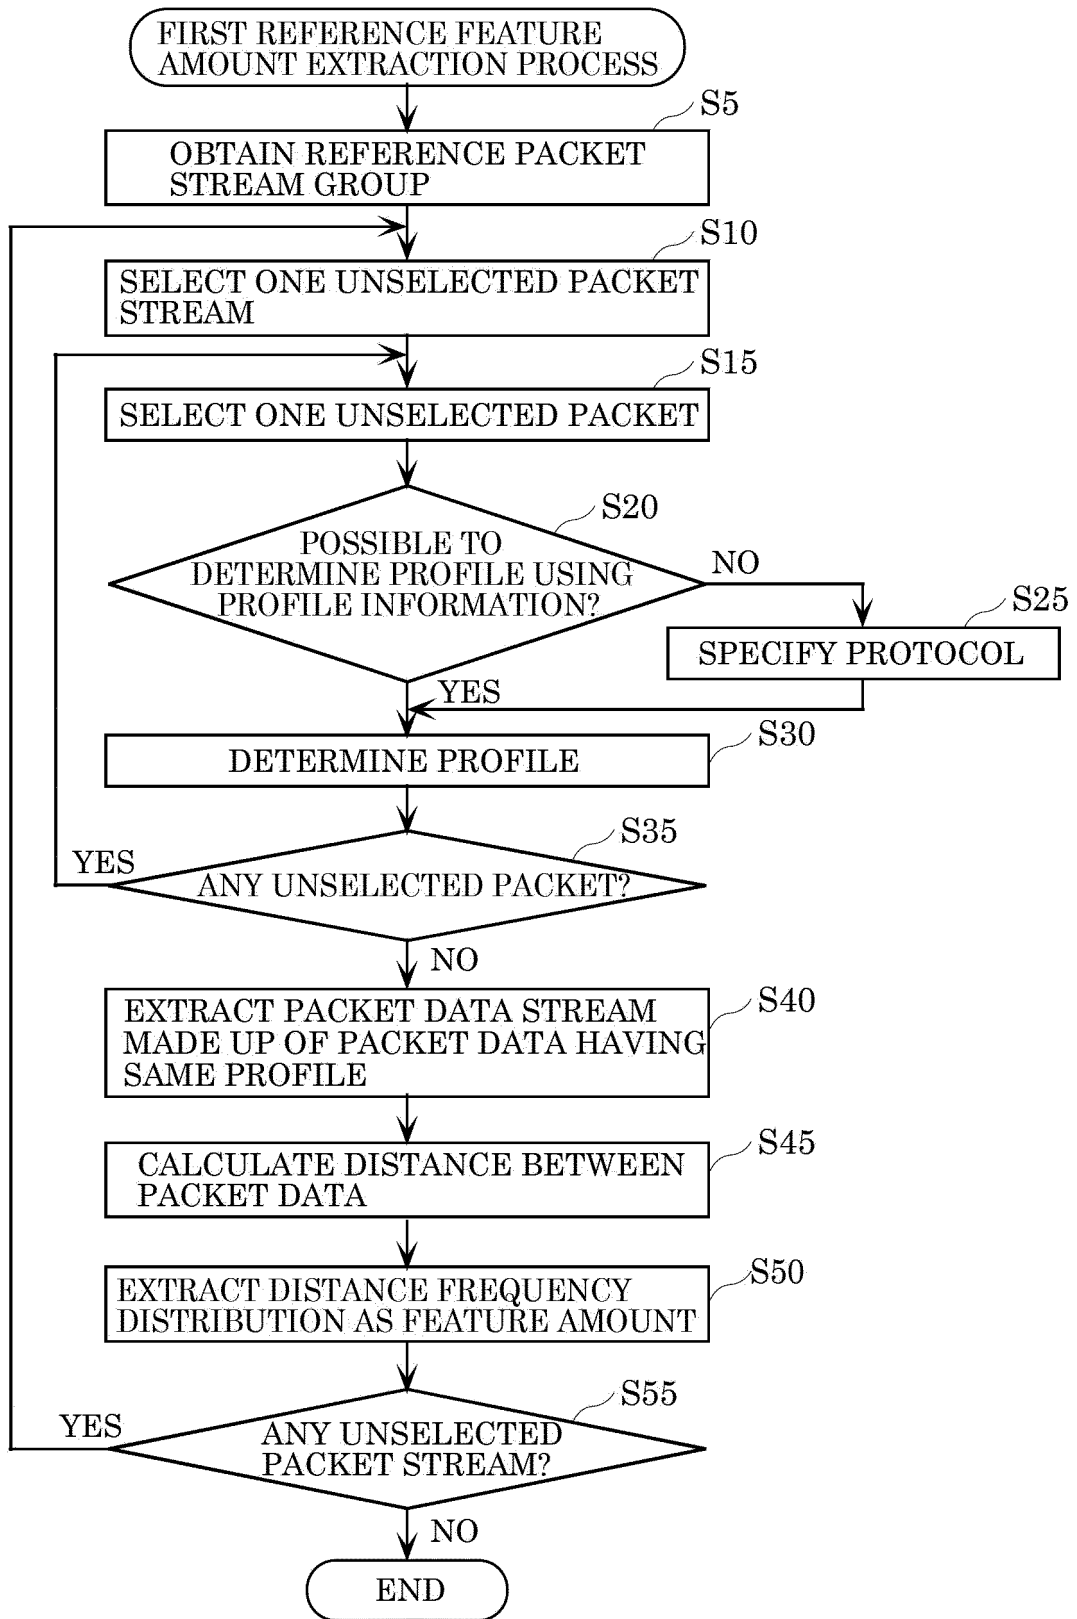 FIRST REFERENCE FEATURE
AMOUNT EXTRACTION PROCESS
S5
OBTAIN REFERENCE PACKET
STREAM GROUP
S10
SELECT ONE UNSELECTED PACKET
STREAM
S15
SELECT ONE UNSELECTED PACKET
S20
POSSIBLE TO
DETERMINE PROFILE USING
PROFILE INFORMATION?
NO
S25
SPECIFY PROTOCOL
YES
S30
DETERMINE PROFILE
S35
YES
ANY UNSELECTED PACKET?
NO
S40
EXTRACT PACKET DATA STREAM
MADE UP OF PACKET DATA HAVING
SAME PROFILE
S45
CALCULATE DISTANCE BETWEEN
PACKET DATA
S50
EXTRACT DISTANCE FREQUENCY
DISTRIBUTION AS FEATURE AMOUNT
S55
YES
ANY UNSELECTED
PACKET STREAM?
NO
END